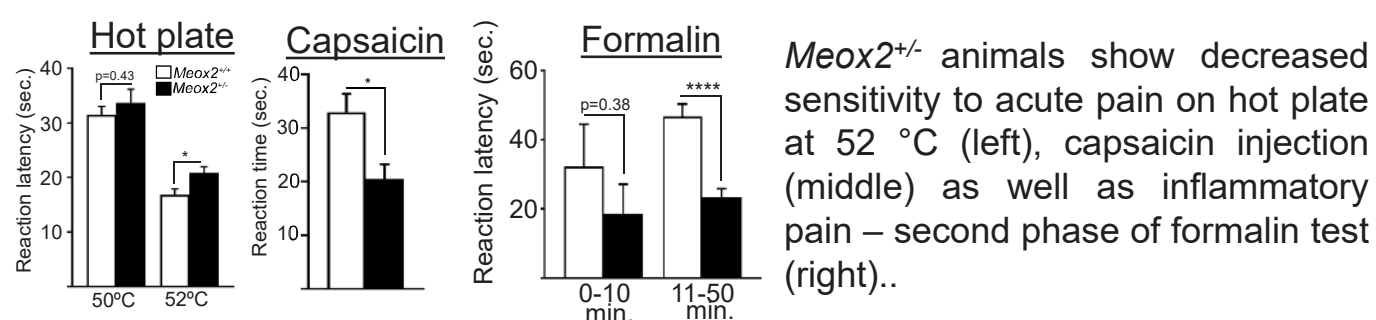 Hot plate
Reaction latency (sec.)
40
30
20
10
p=0.43
Meox2+/+
Meox2+/-
*
50ºC
52ºC
Capsaicin
Reaction time (sec.)
40
30
20
10
*
Formalin
Reaction latency (sec.)
60
40
20
p=0.38
****
0-10
min.
11-50
min.
Meox2+/- animals show decreased
sensitivity to acute pain on hot plate
at 52 °C (left), capsaicin injection
(middle) as well as inflammatory
pain – second phase of formalin test
(right)..